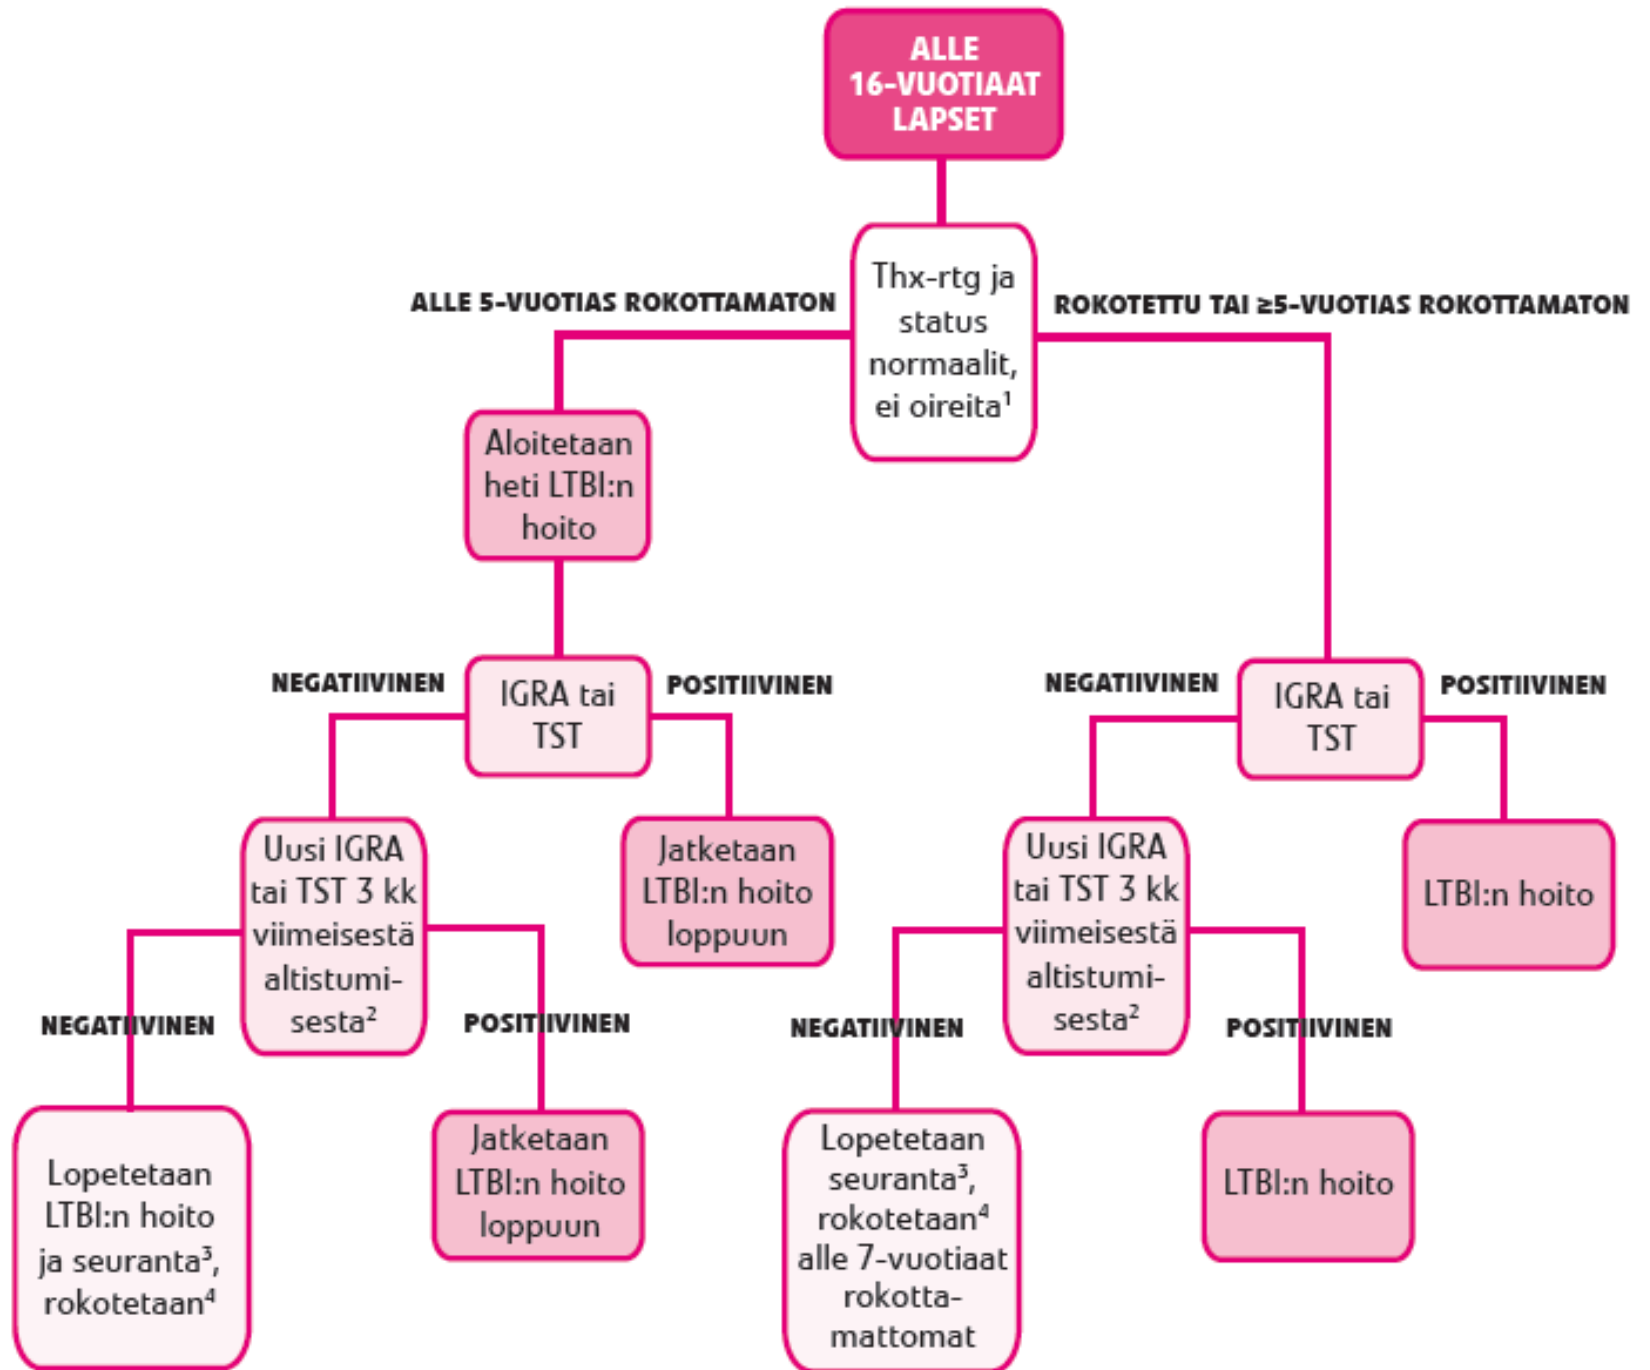 ALLE
16-VUOTIAAT
LAPSET
Thx-rtg ja
status
normaalit,
ei oireita¹
ALLE 5-VUOTIAS ROKOTTAMATON
ROKOTETTU TAI ≥5-VUOTIAS ROKOTTAMATON
Aloitetaan
heti LTBI:n
hoito
NEGATIIVINEN
IGRA tai
TST
POSITIIVINEN
NEGATIIVINEN
IGRA tai
TST
POSITIIVINEN
Uusi IGRA
tai TST 3 kk
viimeisestä
altistumi-
sesta²
Jatketaan
LTBI:n hoito
loppuun
Uusi IGRA
tai TST 3 kk
viimeisestä
altistumi-
sesta²
LTBI:n hoito
NEGATIIVINEN
POSITIIVINEN
NEGATIIVINEN
POSITIIVINEN
Lopetetaan
LTBI:n hoito
ja seuranta³,
rokotetaan⁴
Jatketaan
LTBI:n hoito
loppuun
Lopetetaan
seuranta³,
rokotetaan⁴
alle 7-vuotiaat
rokotta-
mattomat
LTBI:n hoito